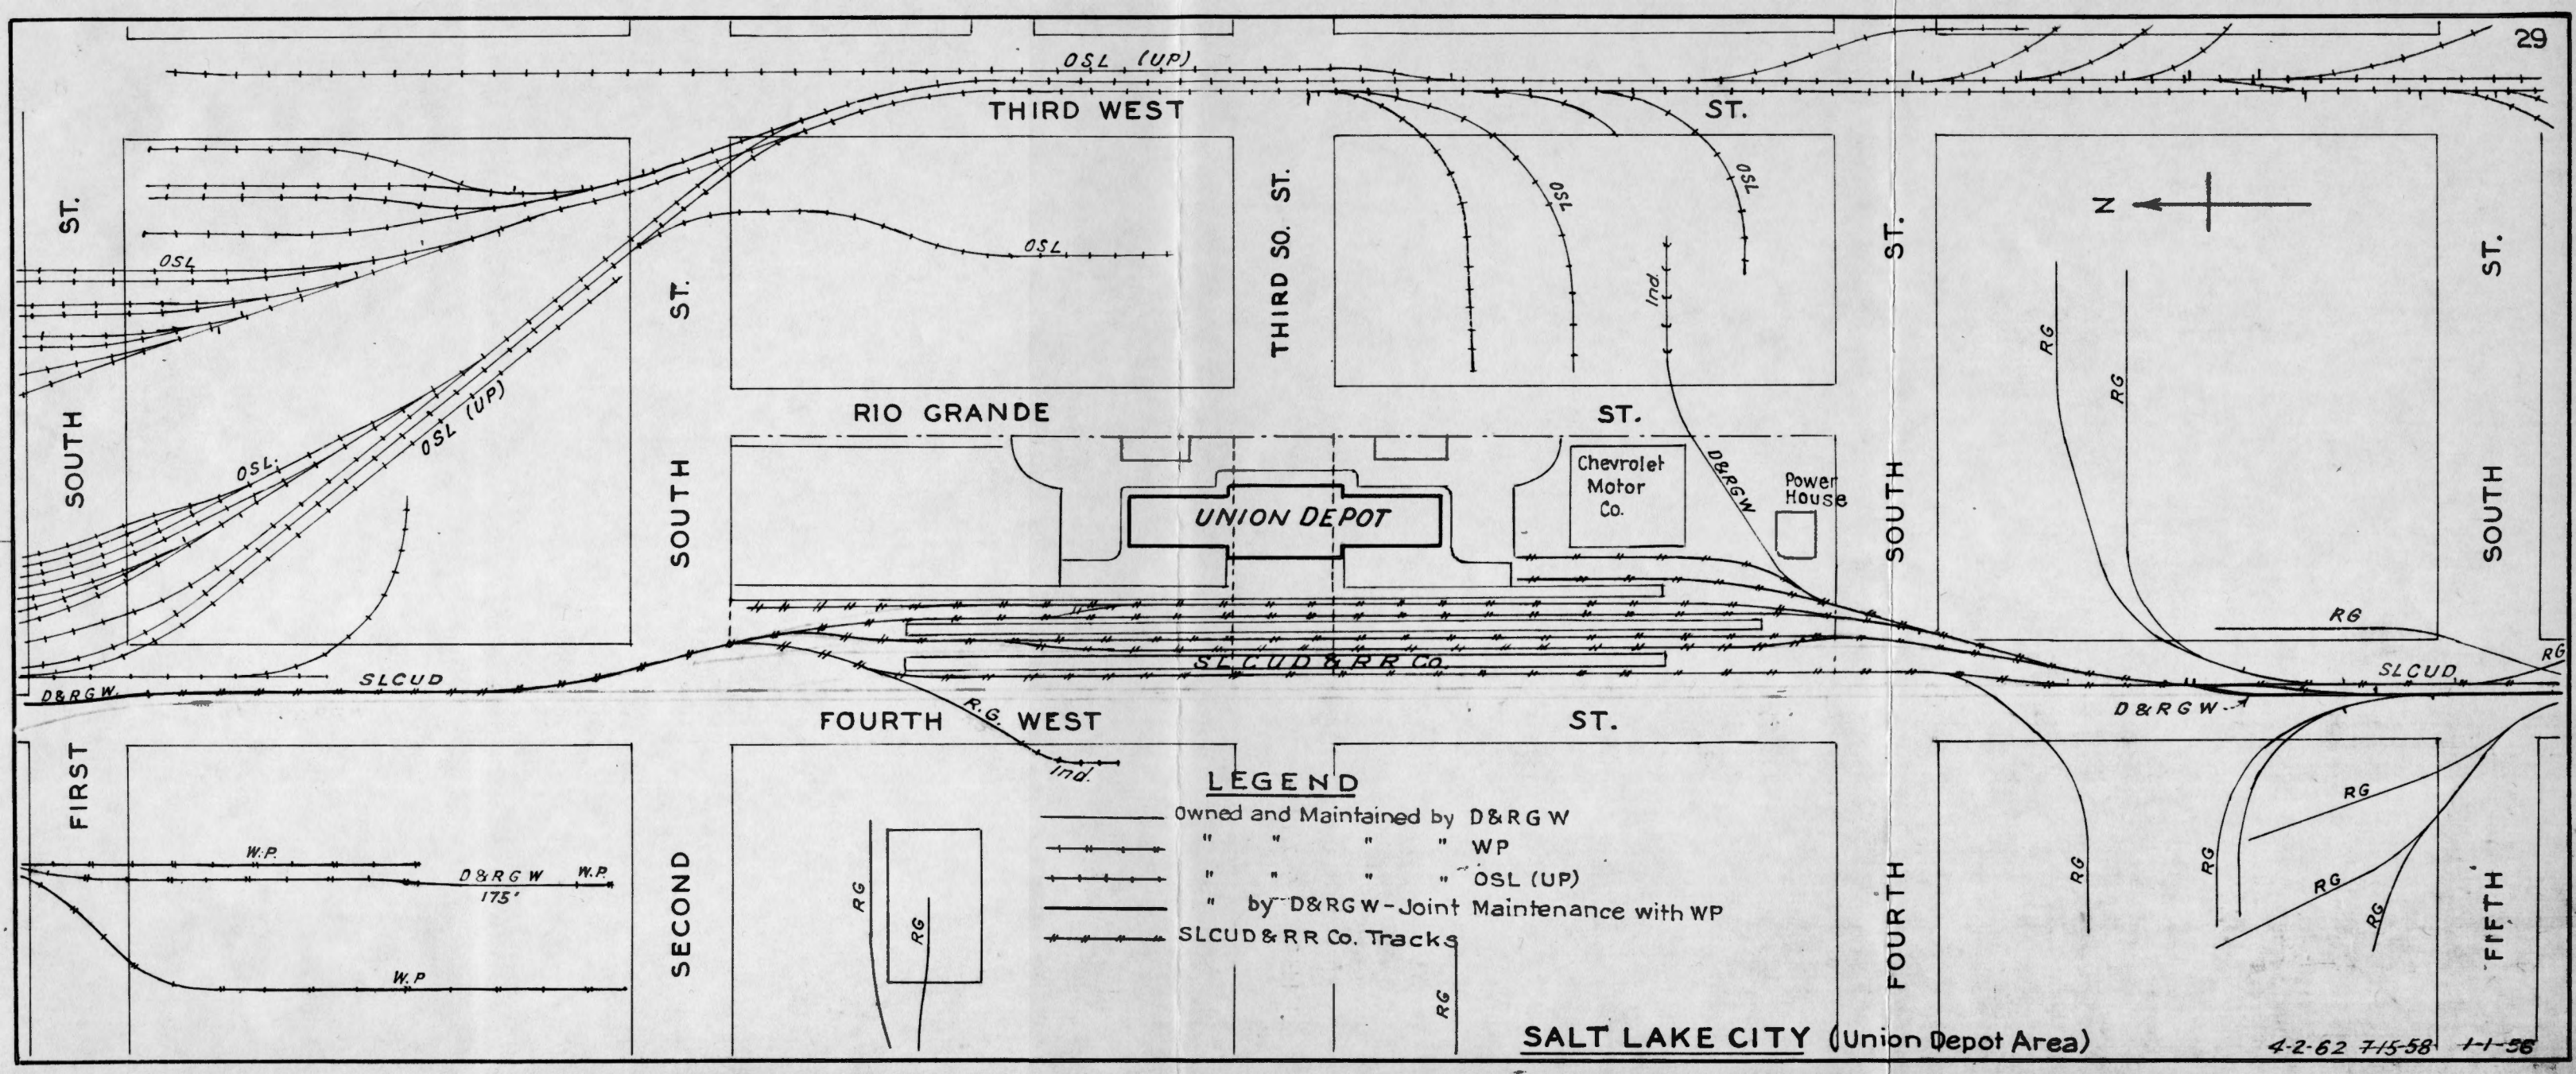 29
OSL (UP)
THIRD WEST ST.
OSL
OSL
OSL
OSL
Ind.
N
RG
RG
OSL (UP)
OSL.
RIO GRANDE ST.
Chevrolet
Motor
Co.
D&RGW
Power
House
UNION DEPOT
SLCUD & RR Co.
D&RGW
SLCUD
RG
RG
SLCUD
D&RGW
FOURTH WEST ST.
R.G.
Ind.
FIRST SOUTH ST.
SECOND SOUTH ST.
THIRD SO. ST.
FOURTH SOUTH ST.
FIFTH SOUTH ST.
W.P.
D&RGW
175'
W.P.
W.P
RG
RG
RG
RG
RG
RG
RG
RG
LEGEND
Owned and Maintained by D&RGW
" " " " WP
" " " " OSL (UP)
" by D&RGW-Joint Maintenance with WP
SLCUD & RR Co. Tracks
SALT LAKE CITY (Union Depot Area)
4-2-62 7-15-58 1-1-56